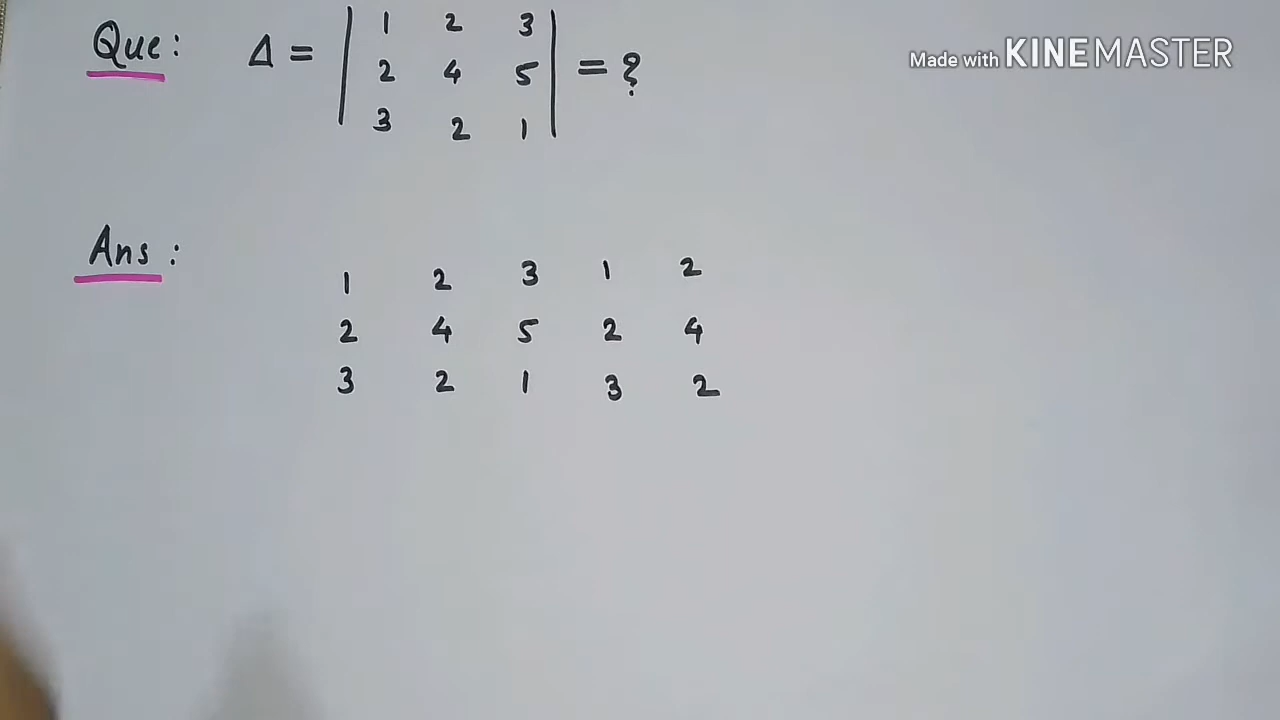 Que: Δ = | 1 2 3 |
| 2 4 5 | = ?
| 3 2 1 |
Made with KINEMASTER
Ans:
1 2 3 1 2
2 4 5 2 4
3 2 1 3 2